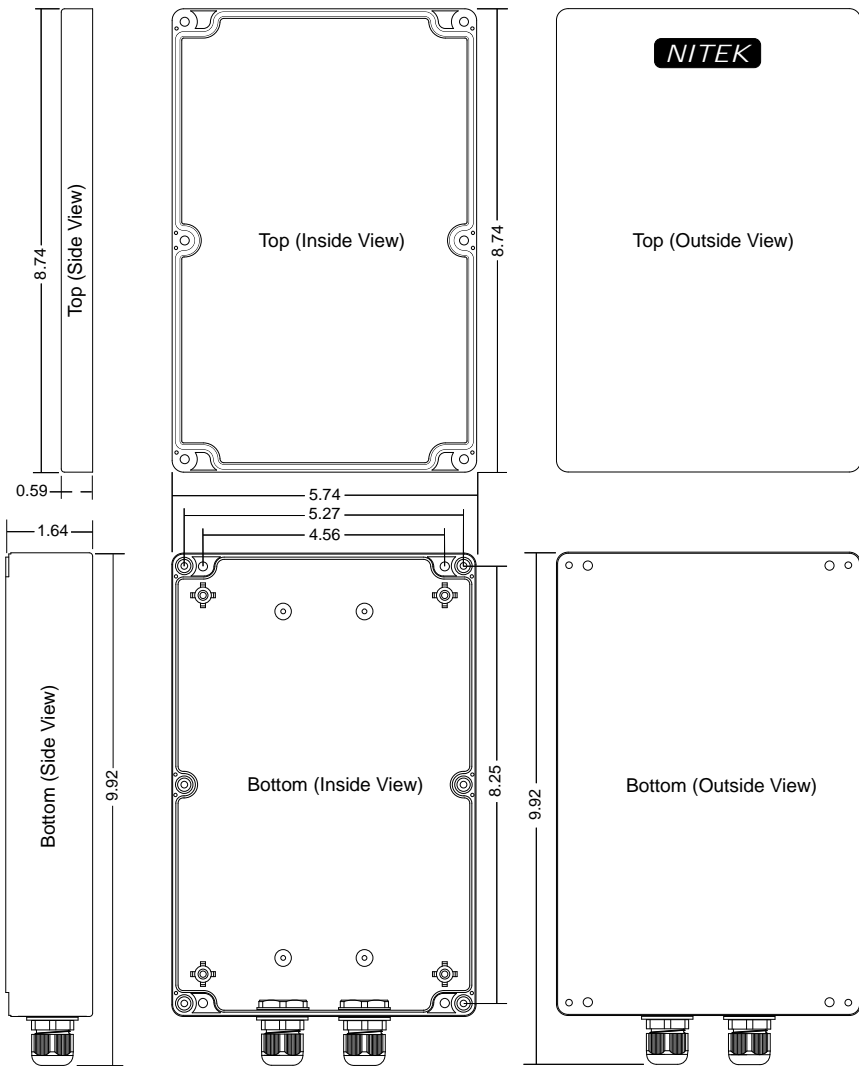 NITEK
8.74
Top (Side View)
Top (Inside View)
8.74
Top (Outside View)
0.59
5.74
5.27
4.56
1.64
Bottom (Side View)
9.92
Bottom (Inside View)
8.25
9.92
Bottom (Outside View)